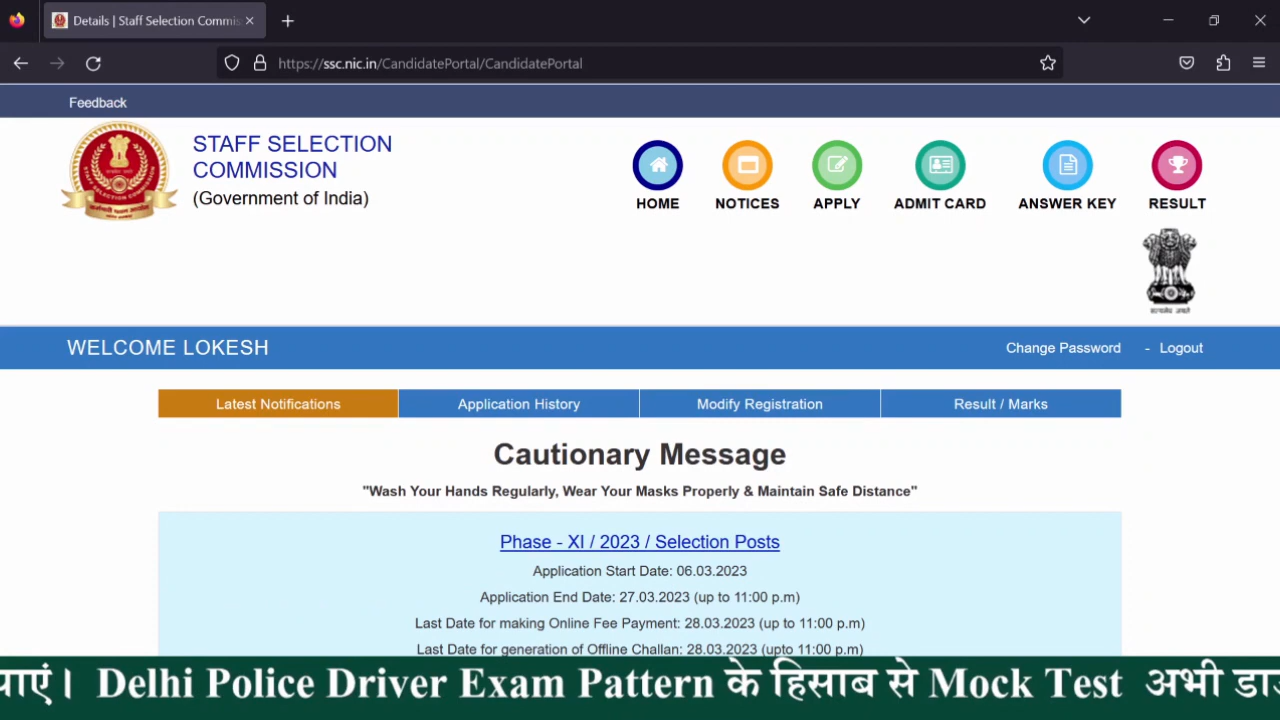 Details | Staff Selection Commis
https://ssc.nic.in/CandidatePortal/CandidatePortal
Feedback
STAFF SELECTION
COMMISSION
(Government of India)
HOME NOTICES APPLY ADMIT CARD ANSWER KEY RESULT
WELCOME LOKESH
Change Password - Logout
Latest Notifications Application History Modify Registration Result / Marks
Cautionary Message
"Wash Your Hands Regularly, Wear Your Masks Properly & Maintain Safe Distance"
Phase - XI / 2023 / Selection Posts
Application Start Date: 06.03.2023
Application End Date: 27.03.2023 (up to 11:00 p.m)
Last Date for making Online Fee Payment: 28.03.2023 (up to 11:00 p.m)
Last Date for generation of Offline Challan: 28.03.2023 (upto 11:00 p.m)
पाएं। Delhi Police Driver Exam Pattern के हिसाब से Mock Test अभी